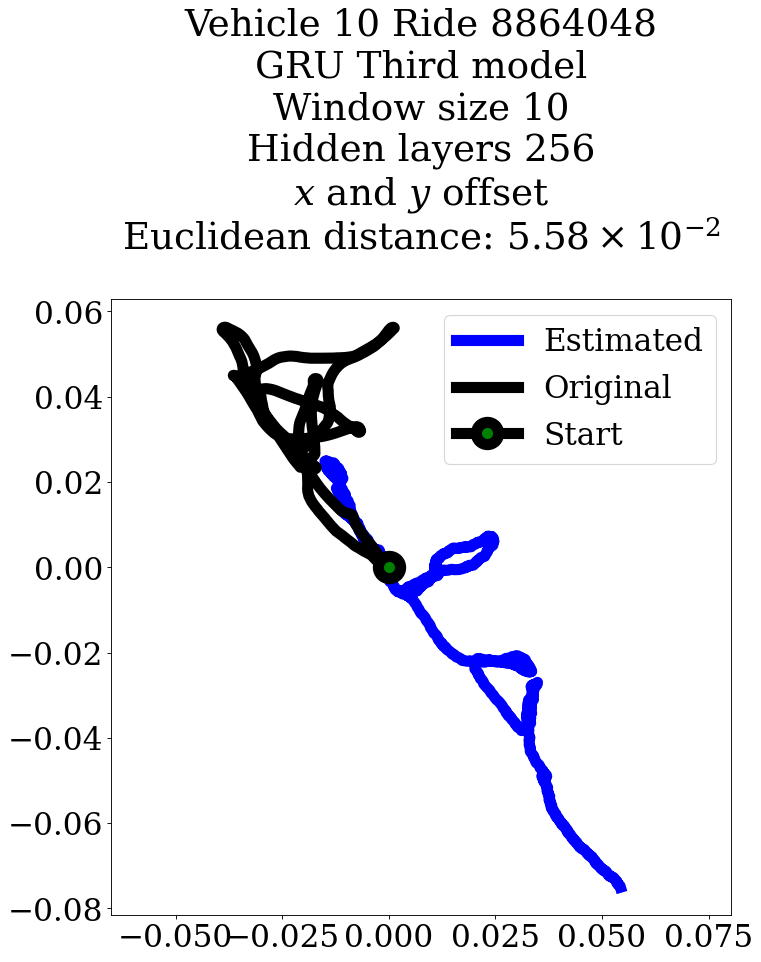 Vehicle 10 Ride 8864048
GRU Third model
Window size 10
Hidden layers 256
x and y offset
Euclidean distance: 5.58 × 10⁻²
0.06
0.04
0.02
0.00
−0.02
−0.04
−0.06
−0.08
Estimated
Original
Start
−0.050 −0.025 0.000 0.025 0.050 0.075